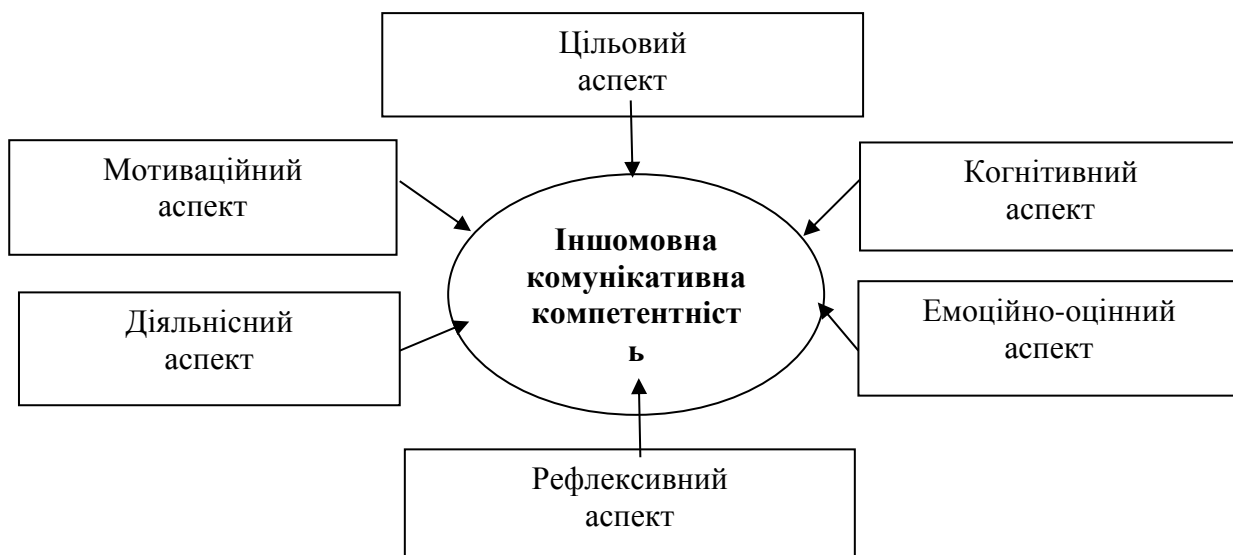 Цільовий
аспект
Мотиваційний
аспект
Когнітивний
аспект
Іншомовна
комунікативна
компетентніст
ь
Діяльнісний
аспект
Емоційно-оцінний
аспект
Рефлексивний
аспект